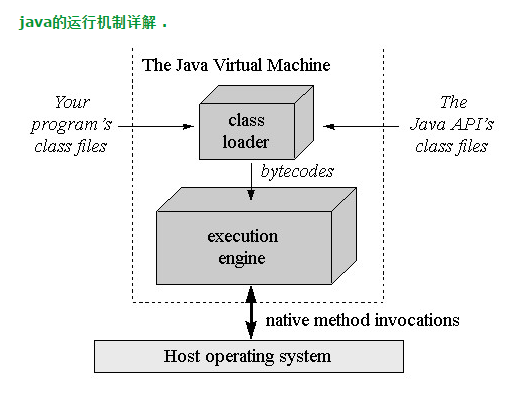 java的运行机制详解 .
The Java Virtual Machine
Your
program's
class files
class
loader
The
Java API's
class files
bytecodes
execution
engine
native method invocations
Host operating system